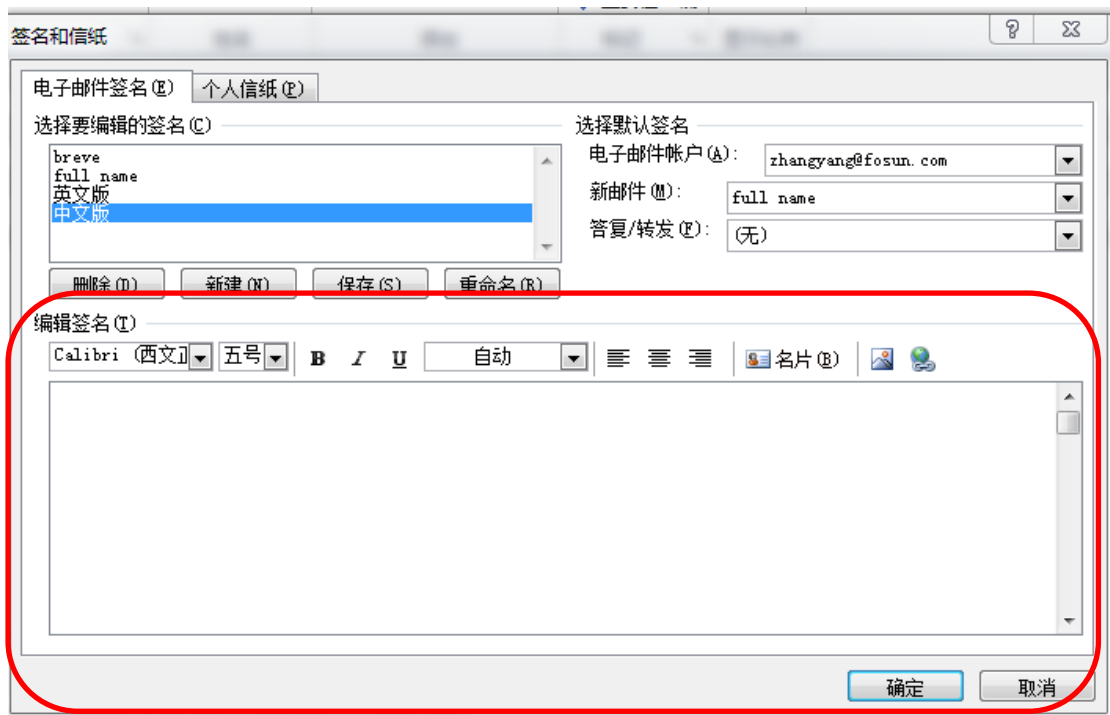 签名和信纸
电子邮件签名(E) 个人信纸(P)
选择要编辑的签名(C)
breve
full name
英文版
中文版
删除(D) 新建(N) 保存(S) 重命名(R)
选择默认签名
电子邮件帐户(A): zhangyang@fosun.com
新邮件(M): full name
答复/转发(F): (无)
编辑签名(T)
Calibri (西文正 五号 B I U 自动 名片(B)
确定 取消